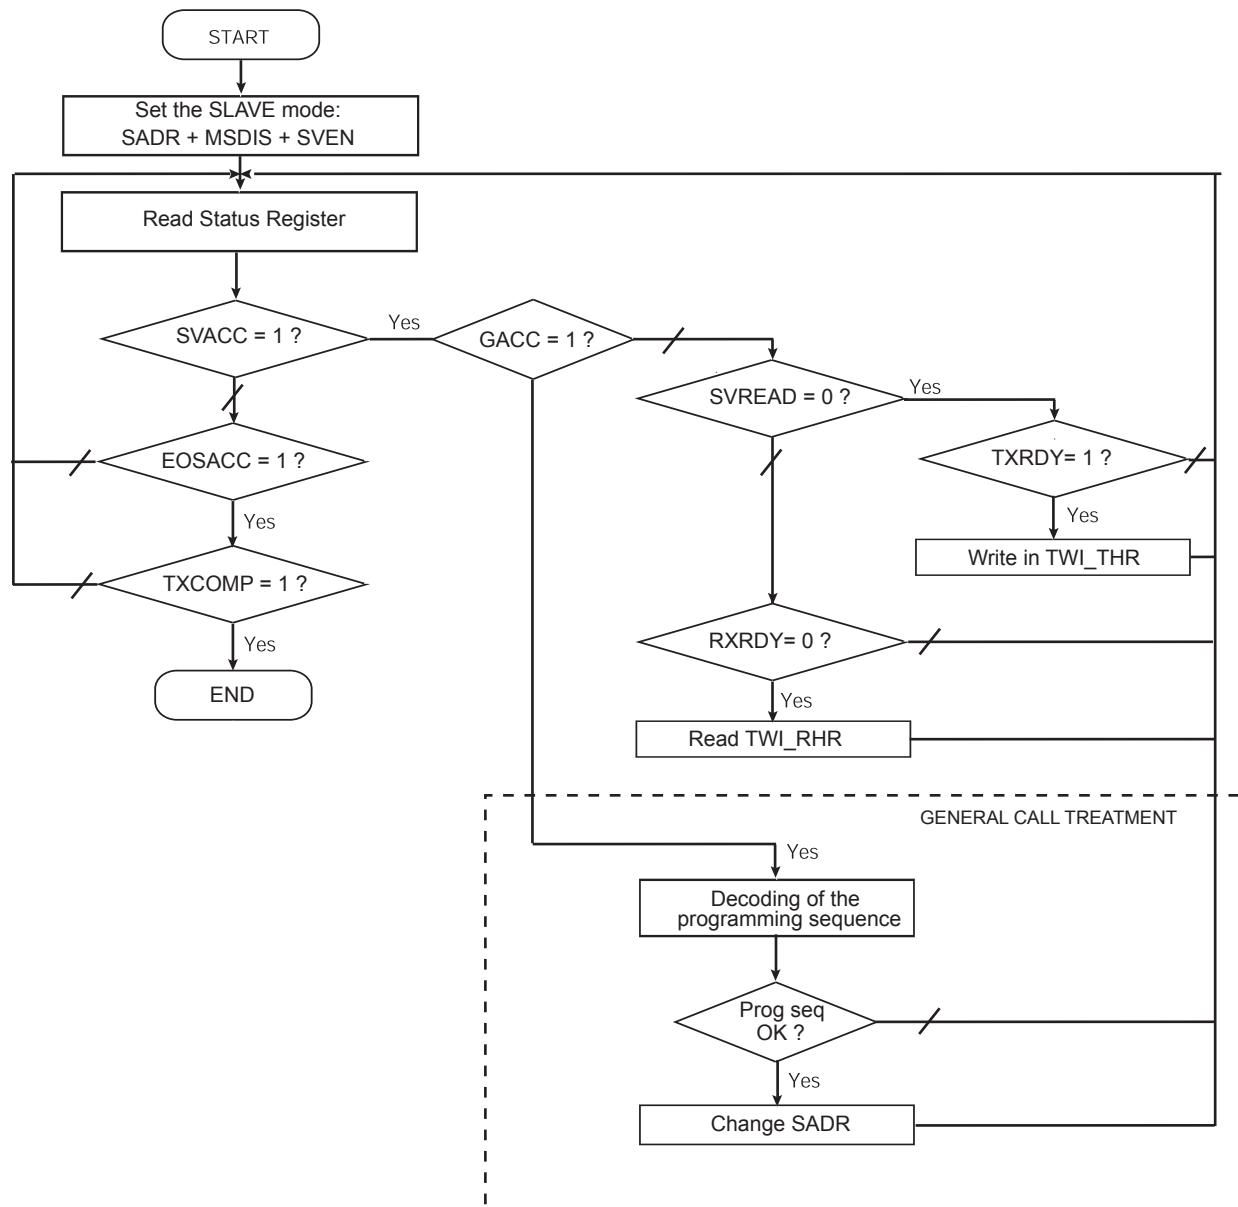 START
Set the SLAVE mode:
SADR + MSDIS + SVEN
Read Status Register
SVACC = 1 ?
Yes
GACC = 1 ?
SVREAD = 0 ?
Yes
EOSACC = 1 ?
TXRDY= 1 ?
Yes
Yes
Write in TWI_THR
TXCOMP = 1 ?
Yes
RXRDY= 0 ?
END
Yes
Read TWI_RHR
GENERAL CALL TREATMENT
Yes
Decoding of the
programming sequence
Prog seq
OK ?
Yes
Change SADR